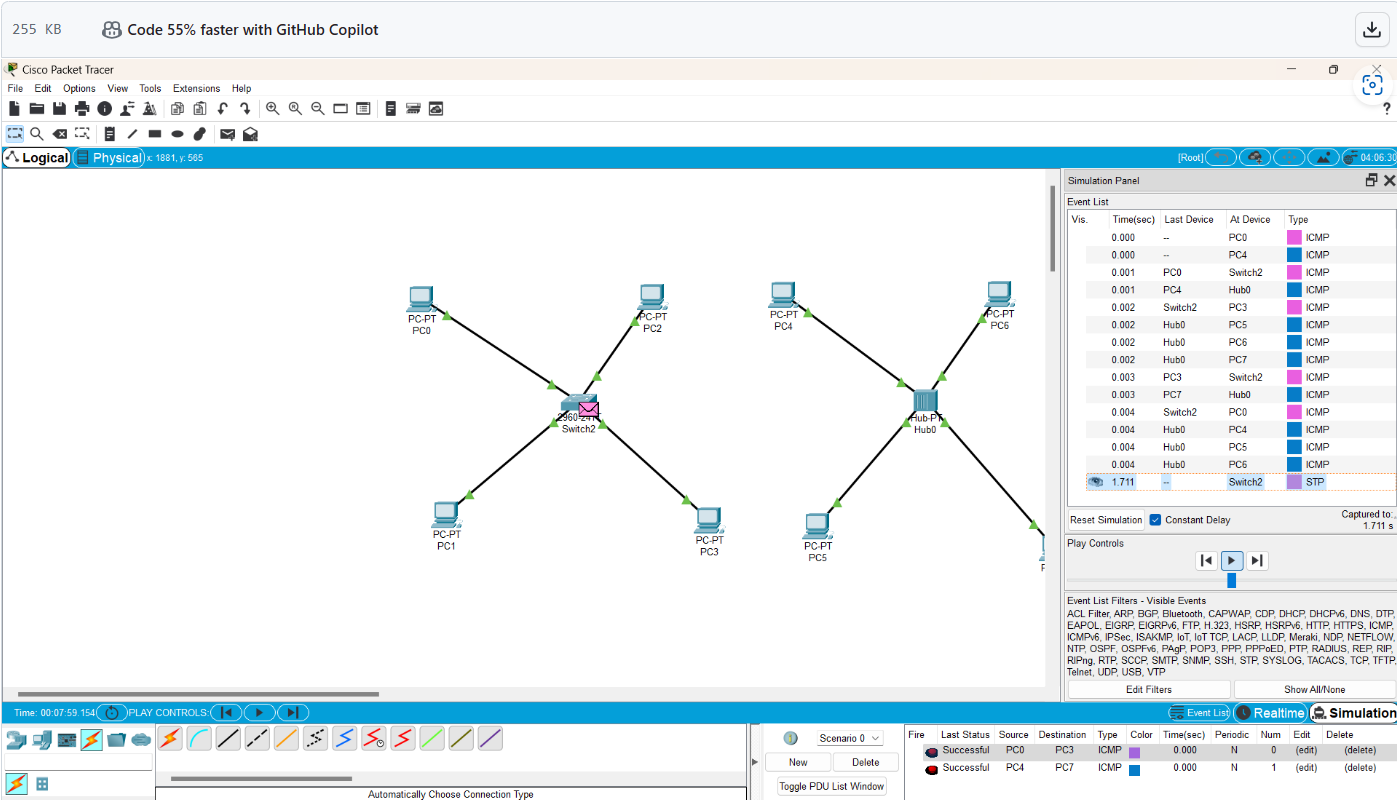 255 KB Code 55% faster with GitHub Copilot
Cisco Packet Tracer
File Edit Options View Tools Extensions Help
?
Logical Physical x: 1881, y: 565 [Root] 04:06:30
Simulation Panel
Event List
Vis. Time(sec) Last Device At Device Type
0.000 -- PC0 ICMP
0.000 -- PC4 ICMP
0.001 PC0 Switch2 ICMP
0.001 PC4 Hub0 ICMP
0.002 Switch2 PC3 ICMP
0.002 Hub0 PC5 ICMP
0.002 Hub0 PC6 ICMP
0.002 Hub0 PC7 ICMP
0.003 PC3 Switch2 ICMP
0.003 PC7 Hub0 ICMP
0.004 Switch2 PC0 ICMP
0.004 Hub0 PC4 ICMP
0.004 Hub0 PC5 ICMP
0.004 Hub0 PC6 ICMP
1.711 -- Switch2 STP
PC-PT
PC0
PC-PT
PC2
PC-PT
PC4
PC-PT
PC6
Switch2
Hub-PT
Hub0
PC-PT
PC1
PC-PT
PC3
PC-PT
PC5
Reset Simulation Constant Delay Captured to:
1.711 s
Play Controls
Event List Filters - Visible Events
ACL Filter, ARP, BGP, Bluetooth, CAPWAP, CDP, DHCP, DHCPv6, DNS, DTP,
EAPOL, EIGRP, EIGRPv6, FTP, H.323, HSRP, HSRPv6, HTTP, HTTPS, ICMP,
ICMPv6, IPSec, ISAKMP, IoT, IoT TCP, LACP, LLDP, Meraki, NDP, NETFLOW,
NTP, OSPF, OSPFv6, PAgP, POP3, PPP, PPPoED, PTP, RADIUS, REP, RIP,
RIPng, RTP, SCCP, SMTP, SNMP, SSH, STP, SYSLOG, TACACS, TCP, TFTP,
Telnet, UDP, USB, VTP
Edit Filters Show All/None
Time: 00:07:59.154 PLAY CONTROLS: Event List Realtime Simulation
Scenario 0
New Delete
Toggle PDU List Window
Fire Last Status Source Destination Type Color Time(sec) Periodic Num Edit Delete
Successful PC0 PC3 ICMP 0.000 N 0 (edit) (delete)
Successful PC4 PC7 ICMP 0.000 N 1 (edit) (delete)
Automatically Choose Connection Type